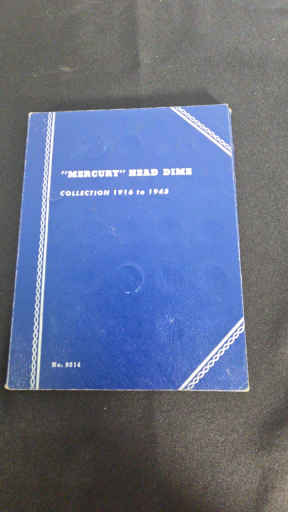 "MERCURY" HEAD DIME
COLLECTION 1916 to 1945
No. 9014